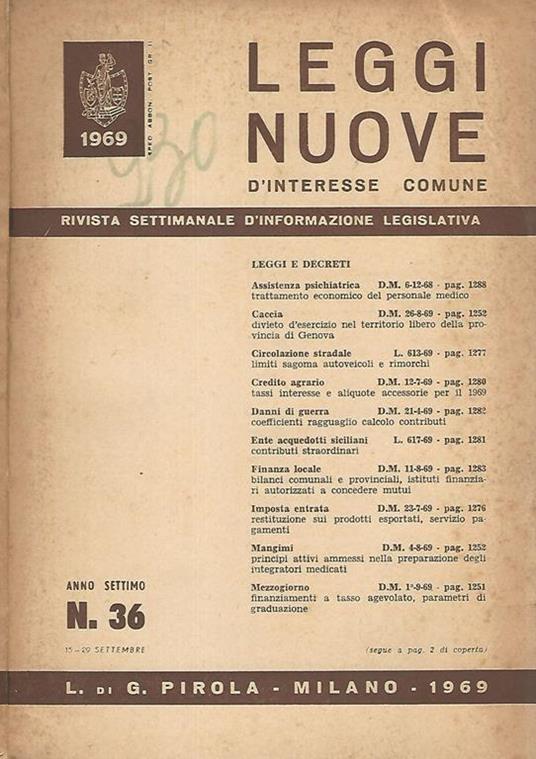 1969
SPED. ABBON. POST. GR. II
LEGGI
NUOVE
D'INTERESSE COMUNE
RIVISTA SETTIMANALE D'INFORMAZIONE LEGISLATIVA
LEGGI E DECRETI
Assistenza psichiatrica D.M. 6-12-68 - pag. 1288
trattamento economico del personale medico
Caccia D.M. 26-8-69 - pag. 1252
divieto d'esercizio nel territorio libero della pro-
vincia di Genova
Circolazione stradale L. 613-69 - pag. 1277
limiti sagoma autoveicoli e rimorchi
Credito agrario D.M. 12-7-69 - pag. 1280
tassi interesse e aliquote accessorie per il 1969
Danni di guerra D.M. 21-4-69 - pag. 1282
coefficienti ragguaglio calcolo contributi
Ente acquedotti siciliani L. 617-69 - pag. 1281
contributi straordinari
Finanza locale D.M. 11-8-69 - pag. 1283
bilanci comunali e provinciali, istituti finanzia-
ri autorizzati a concedere mutui
Imposta entrata D.M. 23-7-69 - pag. 1276
restituzione sui prodotti esportati, servizio pa-
gamenti
Mangimi D.M. 4-8-69 - pag. 1252
principi attivi ammessi nella preparazione degli
integratori medicati
Mezzogiorno D.M. 1°-9-69 - pag. 1251
finanziamenti a tasso agevolato, parametri di
graduazione
ANNO SETTIMO
N. 36
15-29 SETTEMBRE
(segue a pag. 2 di coperta)
L. DI G. PIROLA - MILANO - 1969